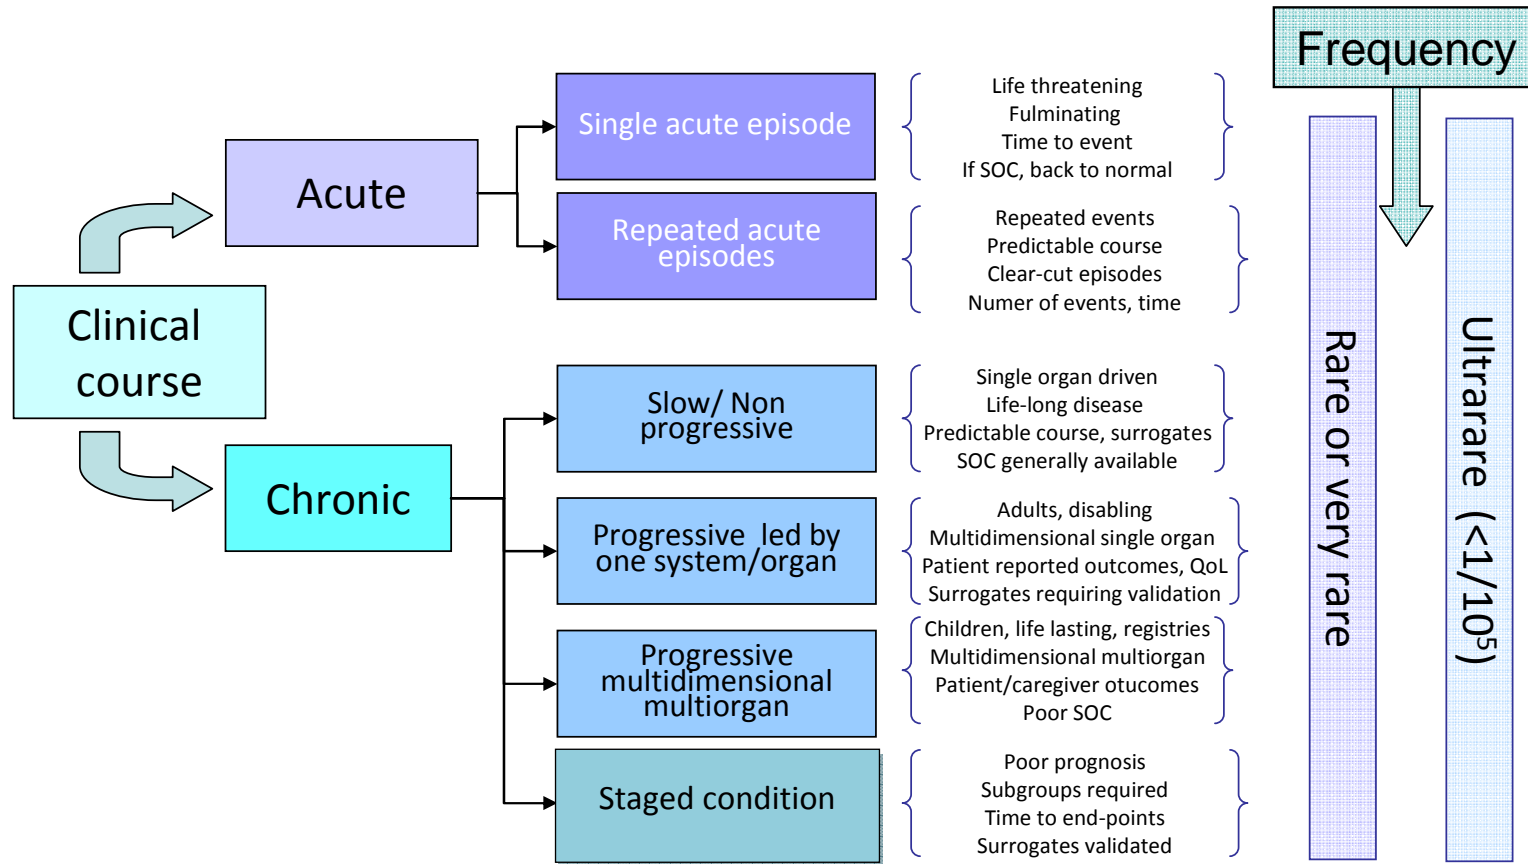 Frequency
Clinical
course
Acute
Single acute episode
Life threatening
Fulminating
Time to event
If SOC, back to normal
Repeated acute
episodes
Repeated events
Predictable course
Clear-cut episodes
Numer of events, time
Chronic
Slow/ Non
progressive
Single organ driven
Life-long disease
Predictable course, surrogates
SOC generally available
Progressive led by
one system/organ
Adults, disabling
Multidimensional single organ
Patient reported outcomes, QoL
Surrogates requiring validation
Progressive
multidimensional
multiorgan
Children, life lasting, registries
Multidimensional multiorgan
Patient/caregiver otucomes
Poor SOC
Staged condition
Poor prognosis
Subgroups required
Time to end-points
Surrogates validated
Rare or very rare
Ultrarare (<1/10⁵)